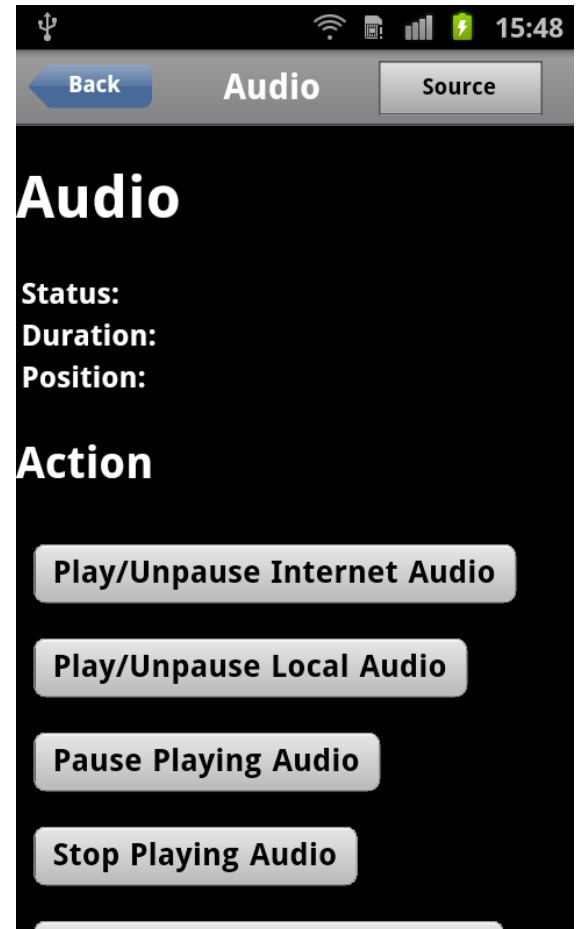 15:48
Back Audio Source
Audio
Status:
Duration:
Position:
Action
Play/Unpause Internet Audio
Play/Unpause Local Audio
Pause Playing Audio
Stop Playing Audio